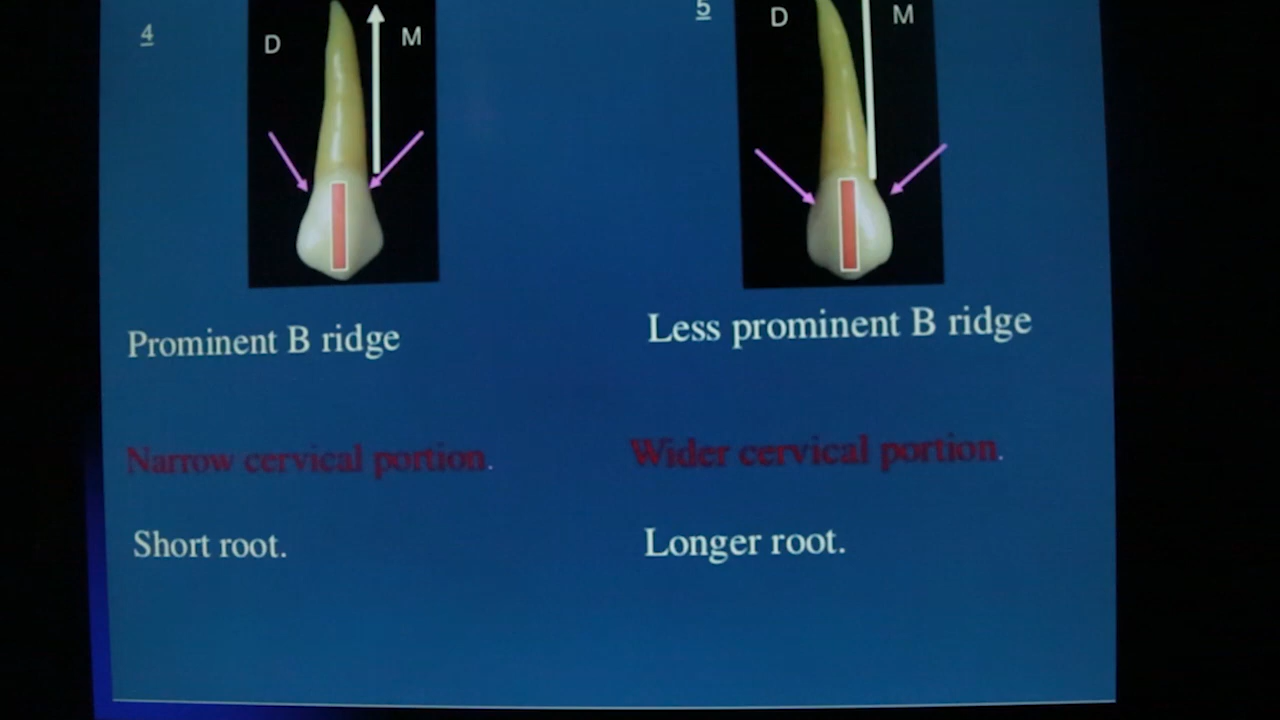 4
D
M
5
D
M
Prominent B ridge
Less prominent B ridge
Narrow cervical portion.
Wider cervical portion.
Short root.
Longer root.